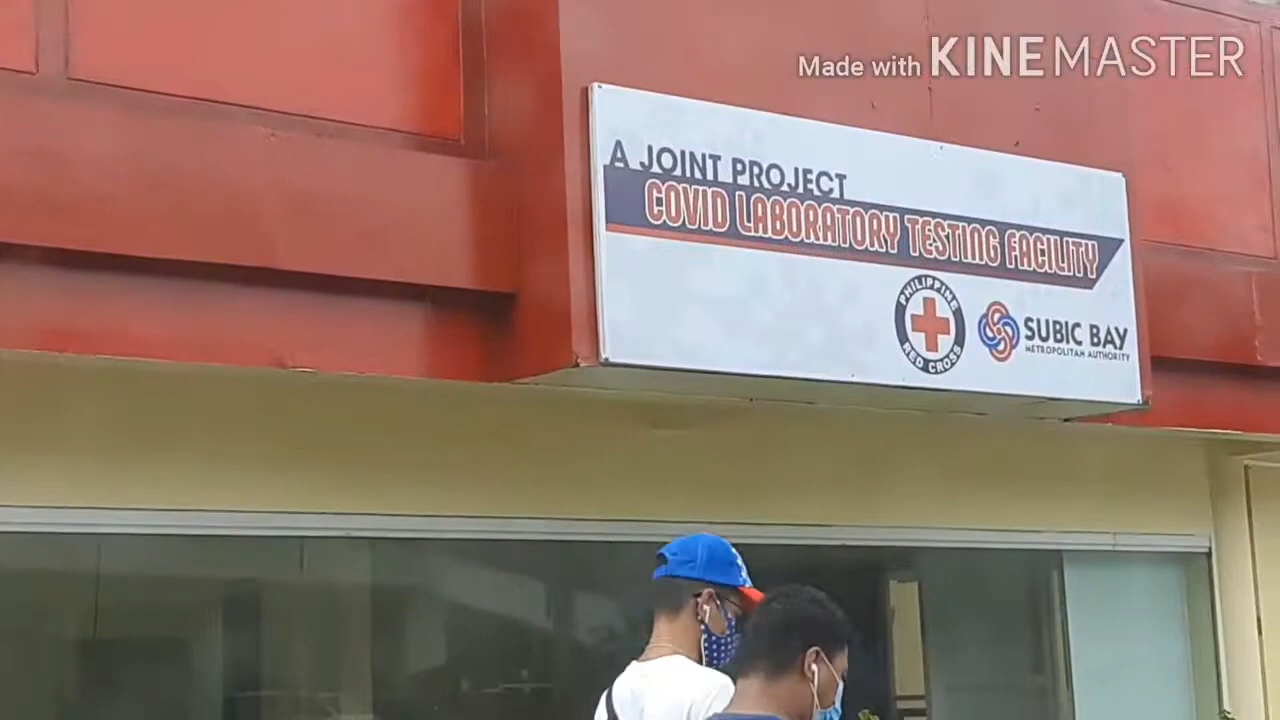 Made with KINEMASTER
A JOINT PROJECT
COVID LABORATORY TESTING FACILITY
PHILIPPINE
RED CROSS
SUBIC BAY
METROPOLITAN AUTHORITY